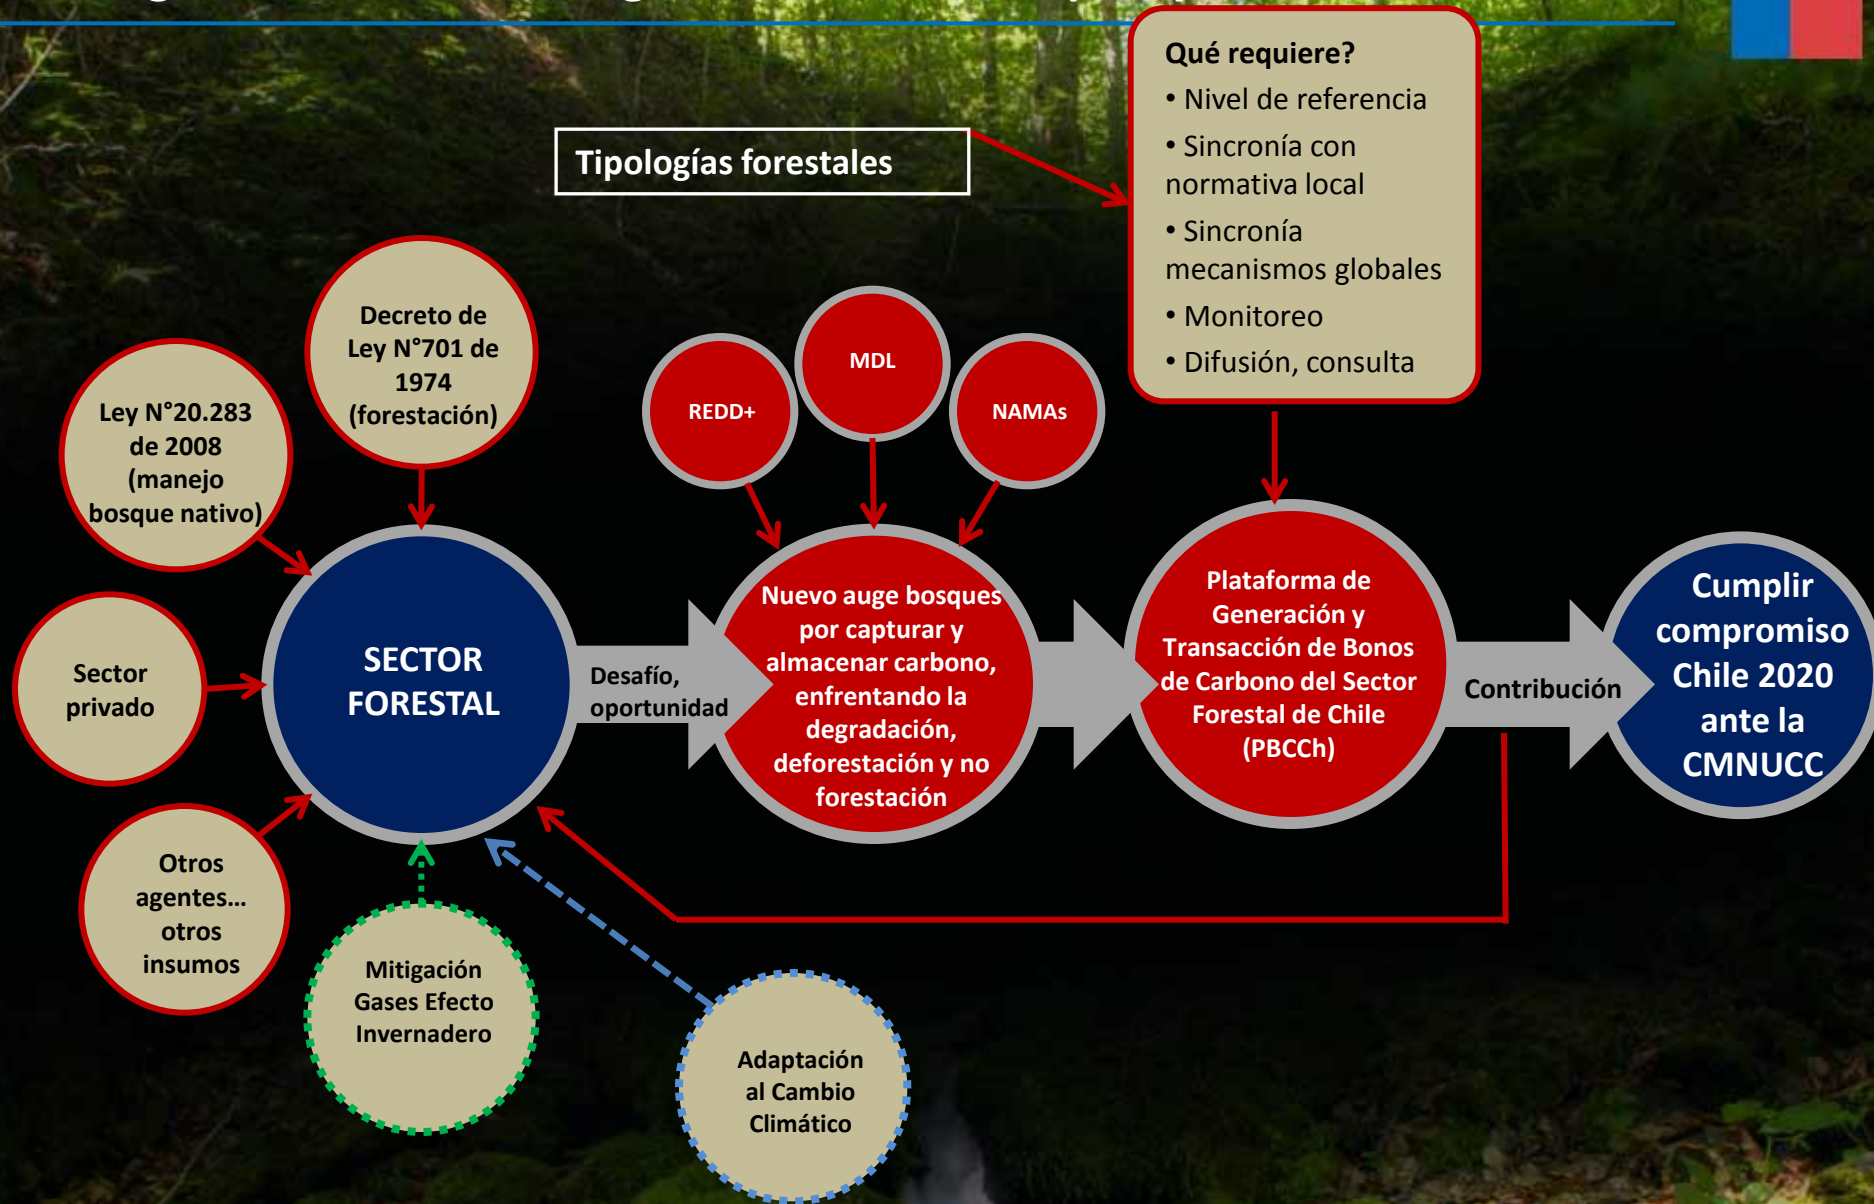 Qué requiere?
• Nivel de referencia
• Sincronía con
normativa local
• Sincronía
mecanismos globales
• Monitoreo
• Difusión, consulta
Tipologías forestales
Decreto de
Ley N°701 de
1974
(forestación)
Ley N°20.283
de 2008
(manejo
bosque nativo)
REDD+
MDL
NAMAs
Sector
privado
SECTOR
FORESTAL
Desafío,
oportunidad
Nuevo auge bosques
por capturar y
almacenar carbono,
enfrentando la
degradación,
deforestación y no
forestación
Plataforma de
Generación y
Transacción de Bonos
de Carbono del Sector
Forestal de Chile
(PBCCh)
Contribución
Cumplir
compromiso
Chile 2020
ante la
CMNUCC
Otros
agentes...
otros
insumos
Mitigación
Gases Efecto
Invernadero
Adaptación
al Cambio
Climático